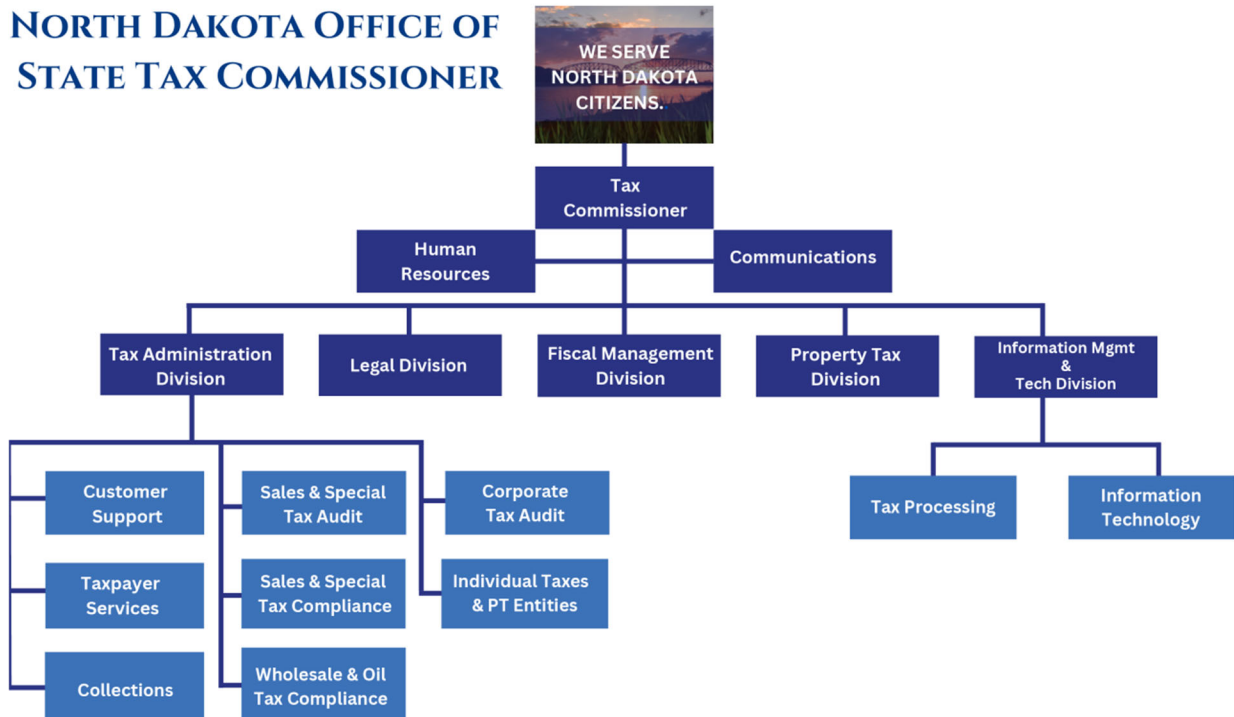 NORTH DAKOTA OFFICE OF
STATE TAX COMMISSIONER
WE SERVE
NORTH DAKOTA
CITIZENS.
Tax
Commissioner
Human
Resources
Communications
Tax Administration
Division
Legal Division
Fiscal Management
Division
Property Tax
Division
Information Mgmt
&
Tech Division
Customer
Support
Sales & Special
Tax Audit
Corporate
Tax Audit
Tax Processing
Information
Technology
Taxpayer
Services
Sales & Special
Tax Compliance
Individual Taxes
& PT Entities
Collections
Wholesale & Oil
Tax Compliance